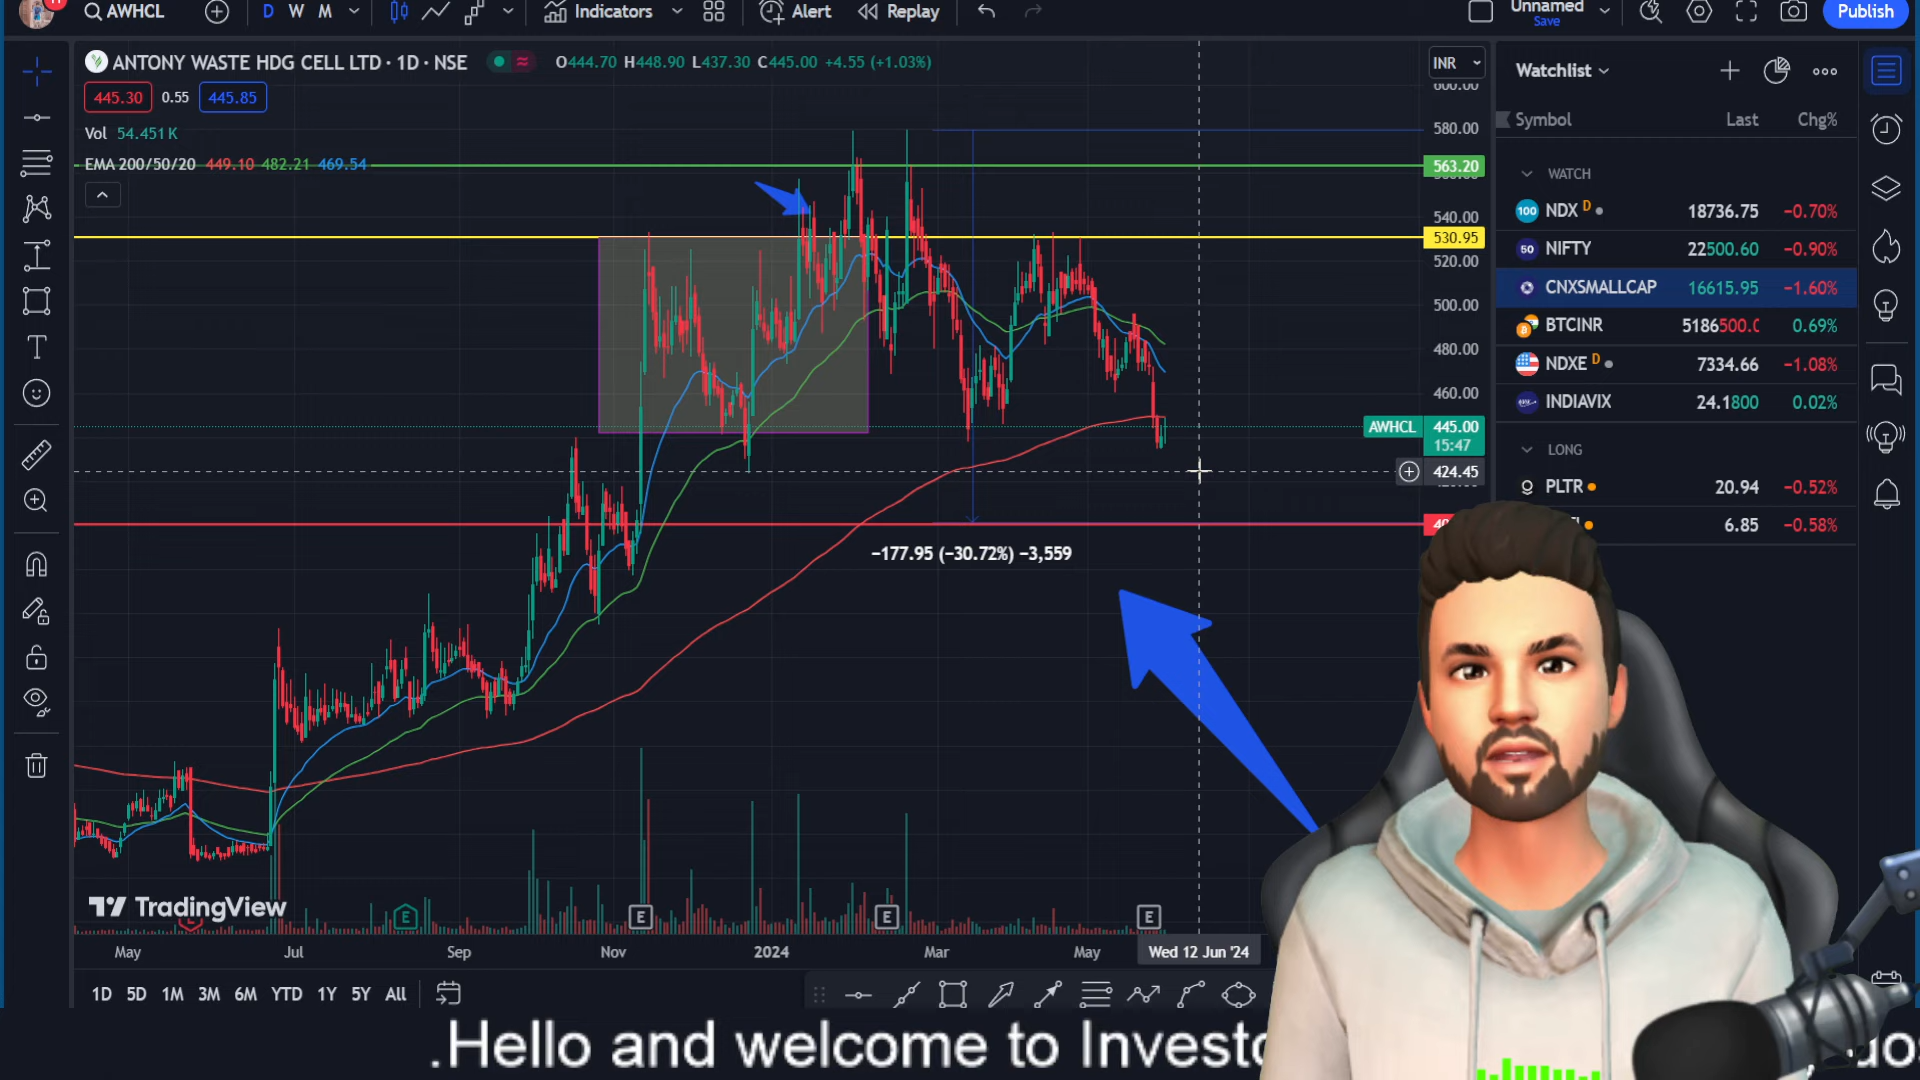 AWHCL
D W M
Indicators
Alert
Replay
Unnamed
Save
Publish
ANTONY WASTE HDG CELL LTD · 1D · NSE
O444.70 H448.90 L437.30 C445.00 +4.55 (+1.03%)
INR
445.30 0.55 445.85
Vol 54.451K
EMA 200/50/20 449.10 482.21 469.54
600.00
580.00
563.20
540.00
530.95
520.00
500.00
480.00
460.00
AWHCL 445.00
15:47
424.45
−177.95 (−30.72%) −3,559
TradingView
E E E E
May Jul Sep Nov 2024 Mar May Wed 12 Jun '24
1D 5D 1M 3M 6M YTD 1Y 5Y All
Watchlist
Symbol Last Chg%
WATCH
100 NDX D 18736.75 −0.70%
50 NIFTY 22500.60 −0.90%
CNXSMALLCAP 16615.95 −1.60%
BTCINR 0.69%
NDXE D 7334.66 −1.08%
INDIAVIX 24.1800 0.02%
LONG
PLTR 20.94 −0.52%
6.85 −0.58%
.Hello and welcome to